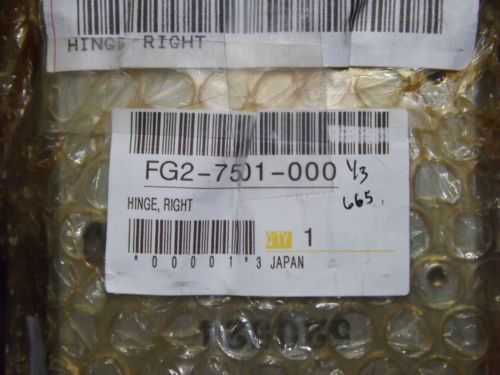 HINGE RIGHT
FG2-7501-000
1/3
HINGE, RIGHT
665.
QTY 1
*00001*3 JAPAN